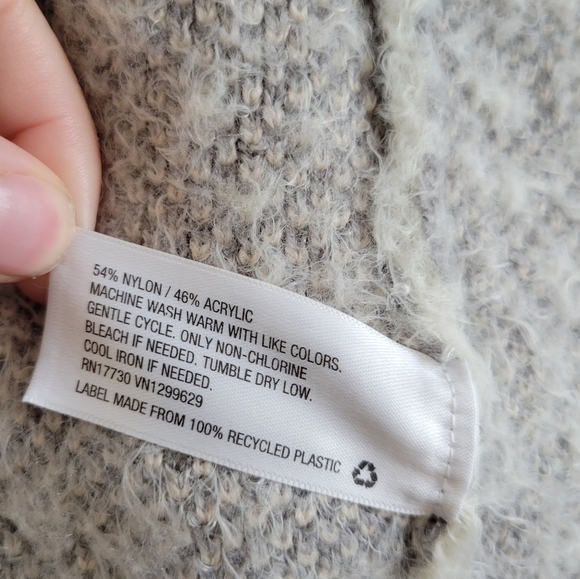 54% NYLON / 46% ACRYLIC
MACHINE WASH WARM WITH LIKE COLORS.
GENTLE CYCLE. ONLY NON-CHLORINE
BLEACH IF NEEDED. TUMBLE DRY LOW.
COOL IRON IF NEEDED.
RN17730 VN1299629
LABEL MADE FROM 100% RECYCLED PLASTIC